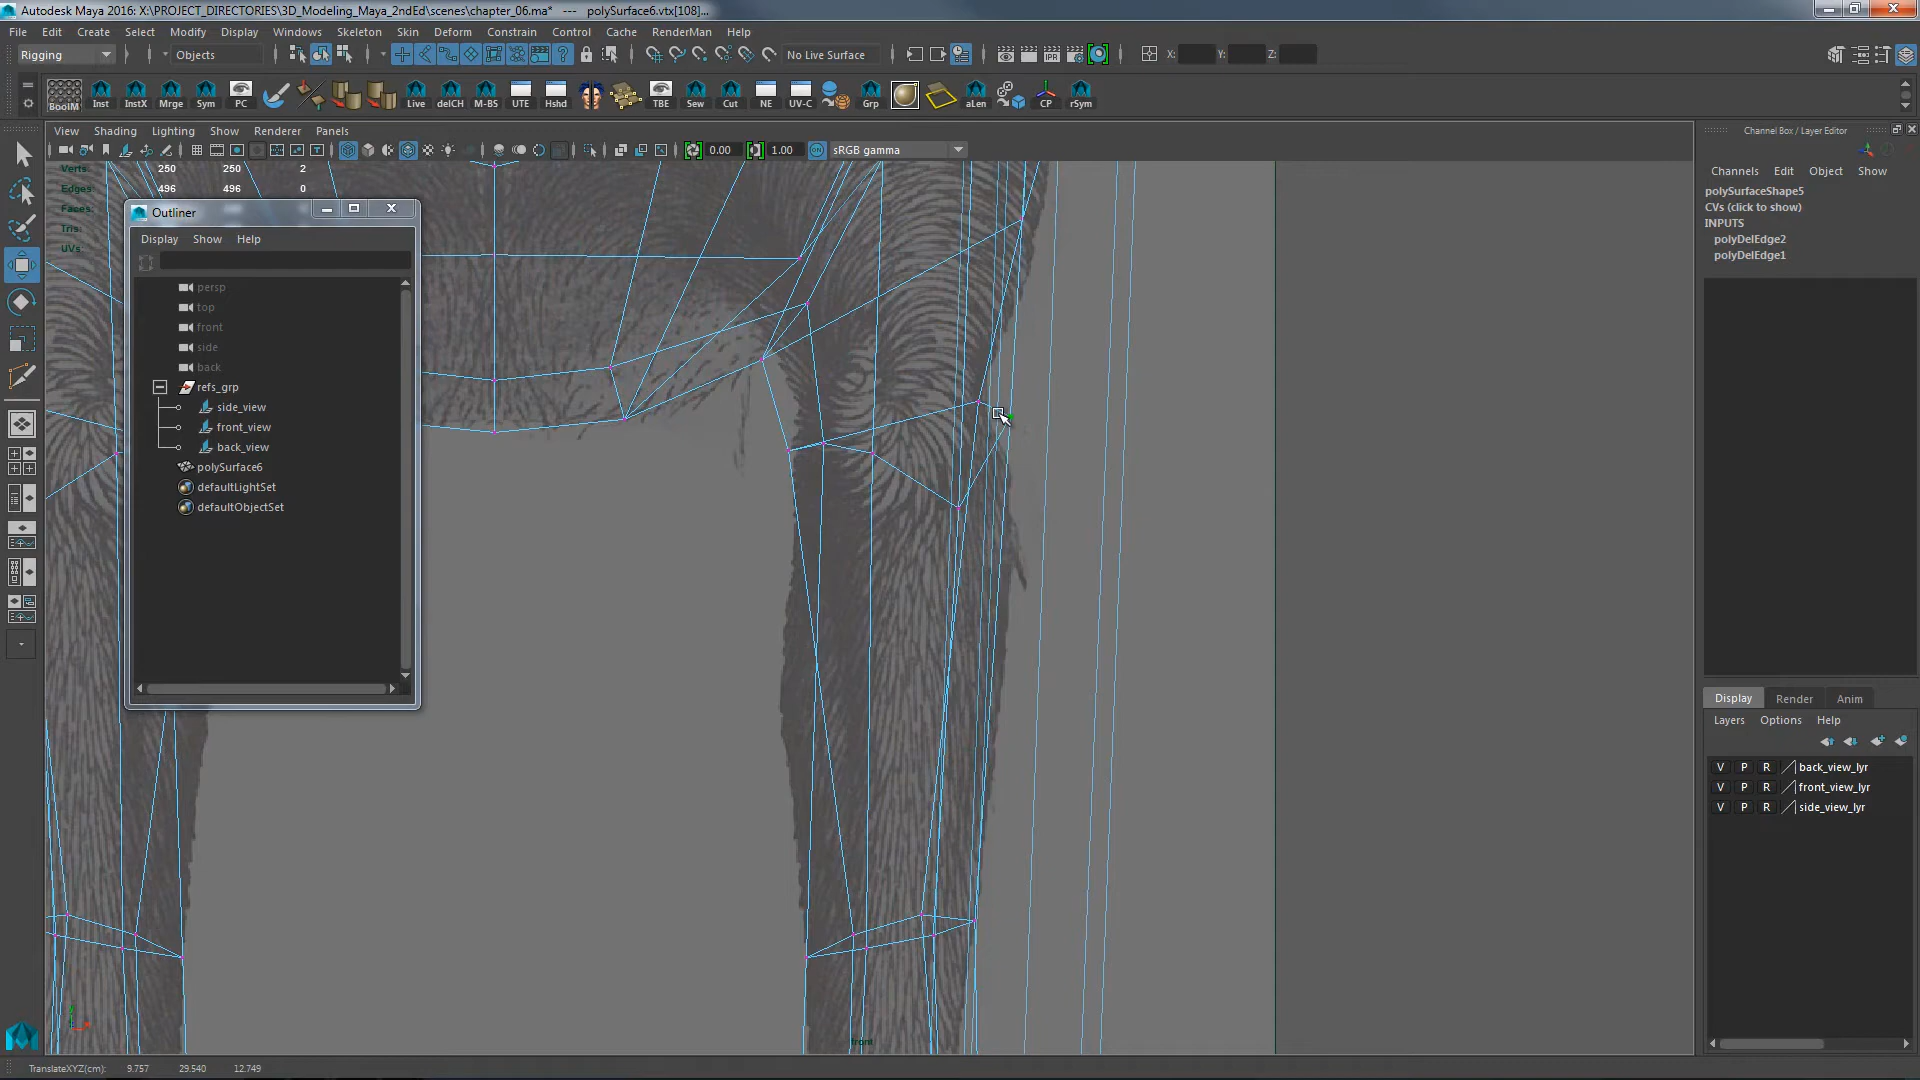 Autodesk Maya 2016: X:\PROJECT_DIRECTORIES\3D_Modeling_Maya_2ndEd\scenes\chapter_06.ma* --- polySurface6.vtx[108]...
File Edit Create Select Modify Display Windows Skeleton Skin Deform Constrain Control Cache RenderMan Help
Rigging Objects No Live Surface IPR X: Y: Z:
BoolM Inst InstX Mrge Sym PC Live delCH M-BS UTE Hshd TBE Sew Cut NE UV-C Grp aLen CP rSym
View Shading Lighting Show Renderer Panels
0.00 1.00 sRGB gamma
Verts: 250 250 2
Edges: 496 496 0
Faces:
Tris:
UVs:
Outliner
Display Show Help
persp
top
front
side
back
refs_grp
side_view
front_view
back_view
polySurface6
defaultLightSet
defaultObjectSet
front
Channel Box / Layer Editor
Channels Edit Object Show
polySurfaceShape5
CVs (click to show)
INPUTS
polyDelEdge2
polyDelEdge1
Display Render Anim
Layers Options Help
V P R back_view_lyr
V P R front_view_lyr
V P R side_view_lyr
TranslateXYZ(cm): 9.757 29.540 12.749